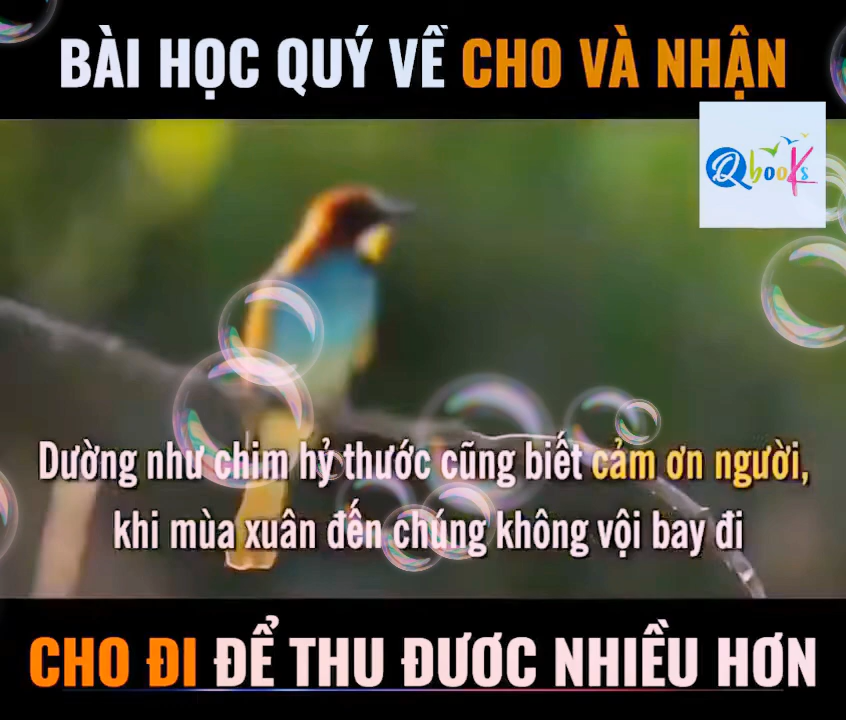 BÀI HỌC QUÝ VỀ CHO VÀ NHẬN
Qbooks
Dường như chim hỷ thước cũng biết cảm ơn người,
khi mùa xuân đến chúng không vội bay đi
CHO ĐI ĐỂ THU ĐƯƠC NHIỀU HƠN